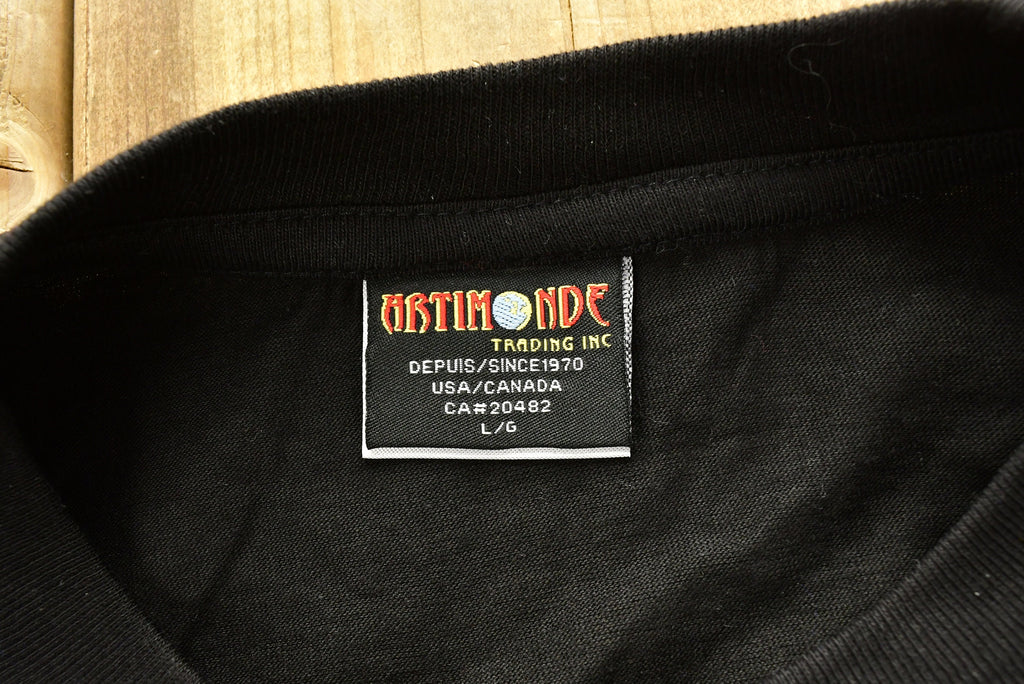 ARTIMONDE
TRADING INC
DEPUIS/SINCE1970
USA/CANADA
CA#20482
L/G